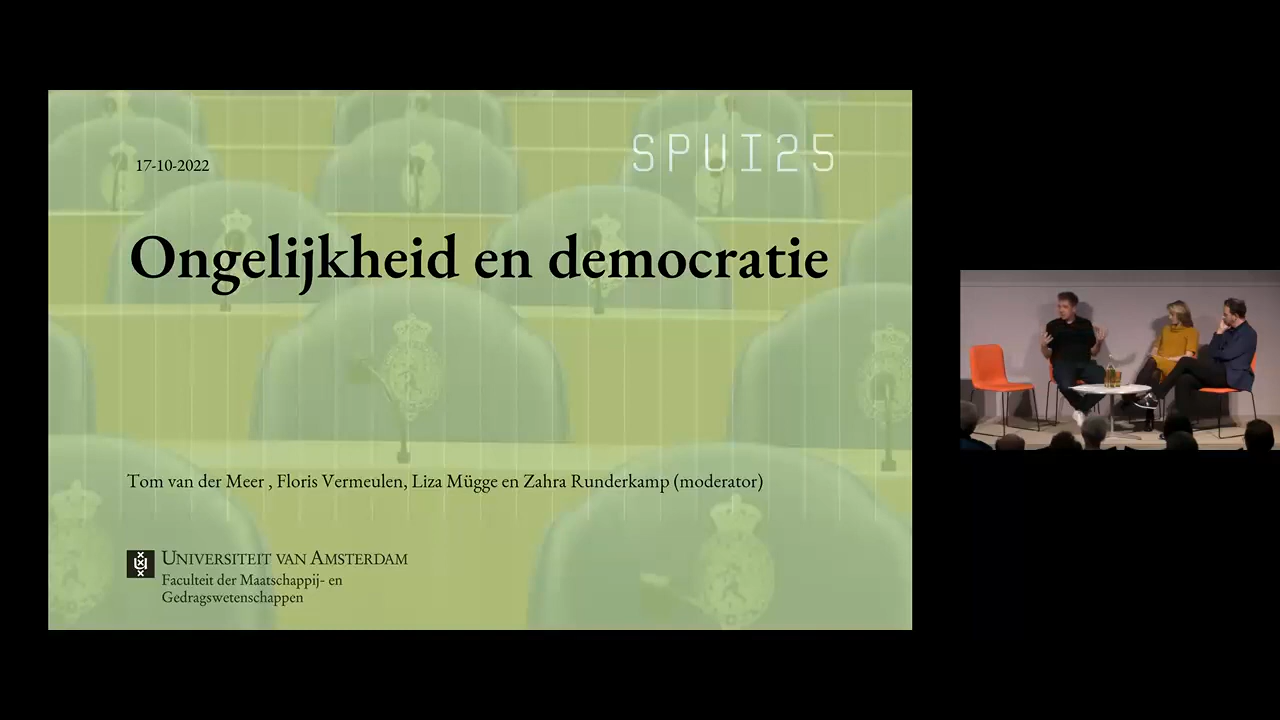 SPUI25
17-10-2022
Ongelijkheid en democratie
Tom van der Meer , Floris Vermeulen, Liza Mügge en Zahra Runderkamp (moderator)
UNIVERSITEIT VAN AMSTERDAM
Faculteit der Maatschappij- en
Gedragswetenschappen